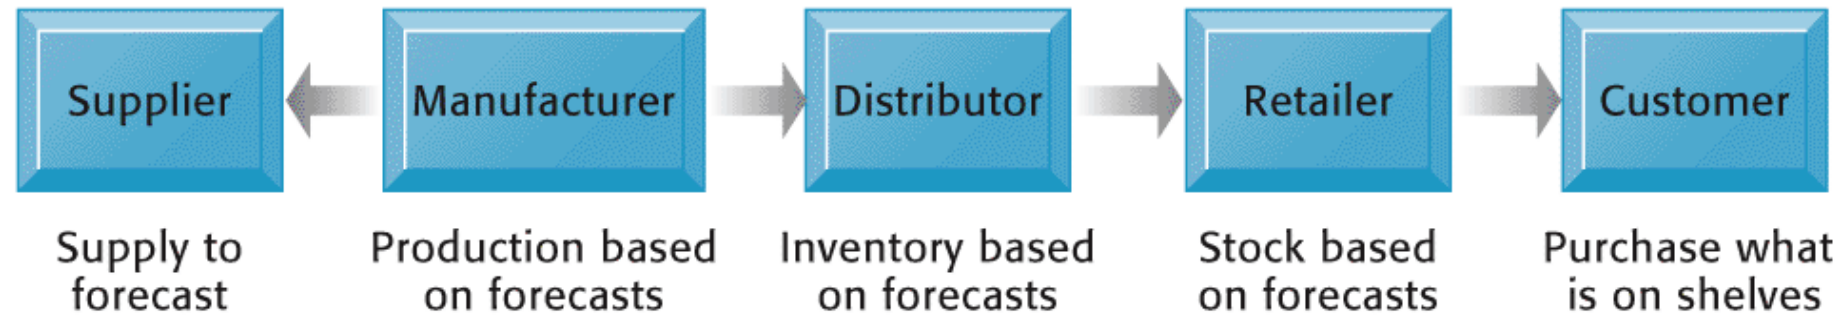 Supplier
Manufacturer
Distributor
Retailer
Customer
Supply to
forecast
Production based
on forecasts
Inventory based
on forecasts
Stock based
on forecasts
Purchase what
is on shelves